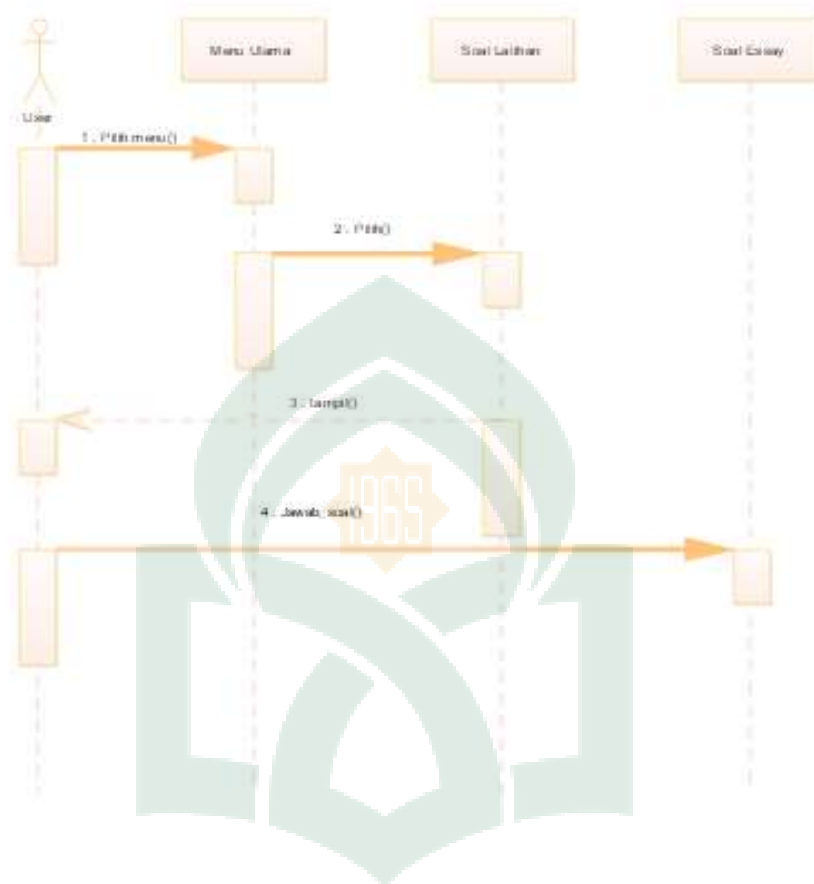 Menu Utama
Soal Latihan
Soal Essay
User
1 . Pilih menu()
2 . Pilih()
3 . tampil()
1965
4 . Jawab_soal()